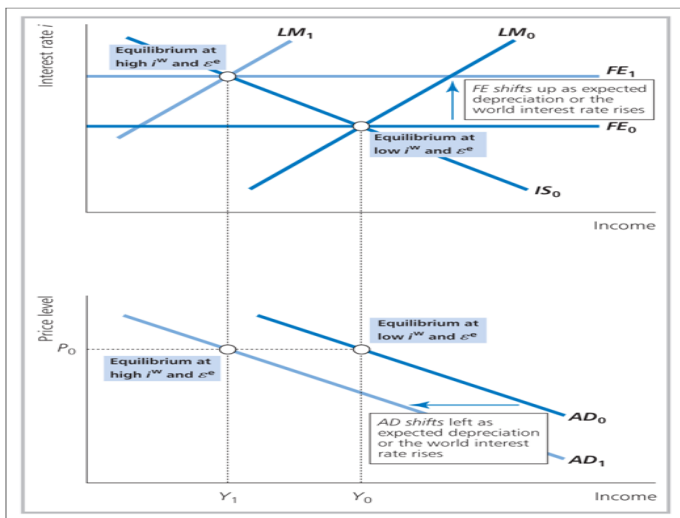 Interest rate i
LM₁
LM₀
Equilibrium at
high iʷ and εᵉ
FE₁
FE shifts up as expected
depreciation or the
world interest rate rises
FE₀
Equilibrium at
low iʷ and εᵉ
IS₀
Income
Price level
P₀
Equilibrium at
low iʷ and εᵉ
Equilibrium at
high iʷ and εᵉ
AD₀
AD shifts left as
expected depreciation
or the world interest
rate rises
AD₁
Y₁
Y₀
Income